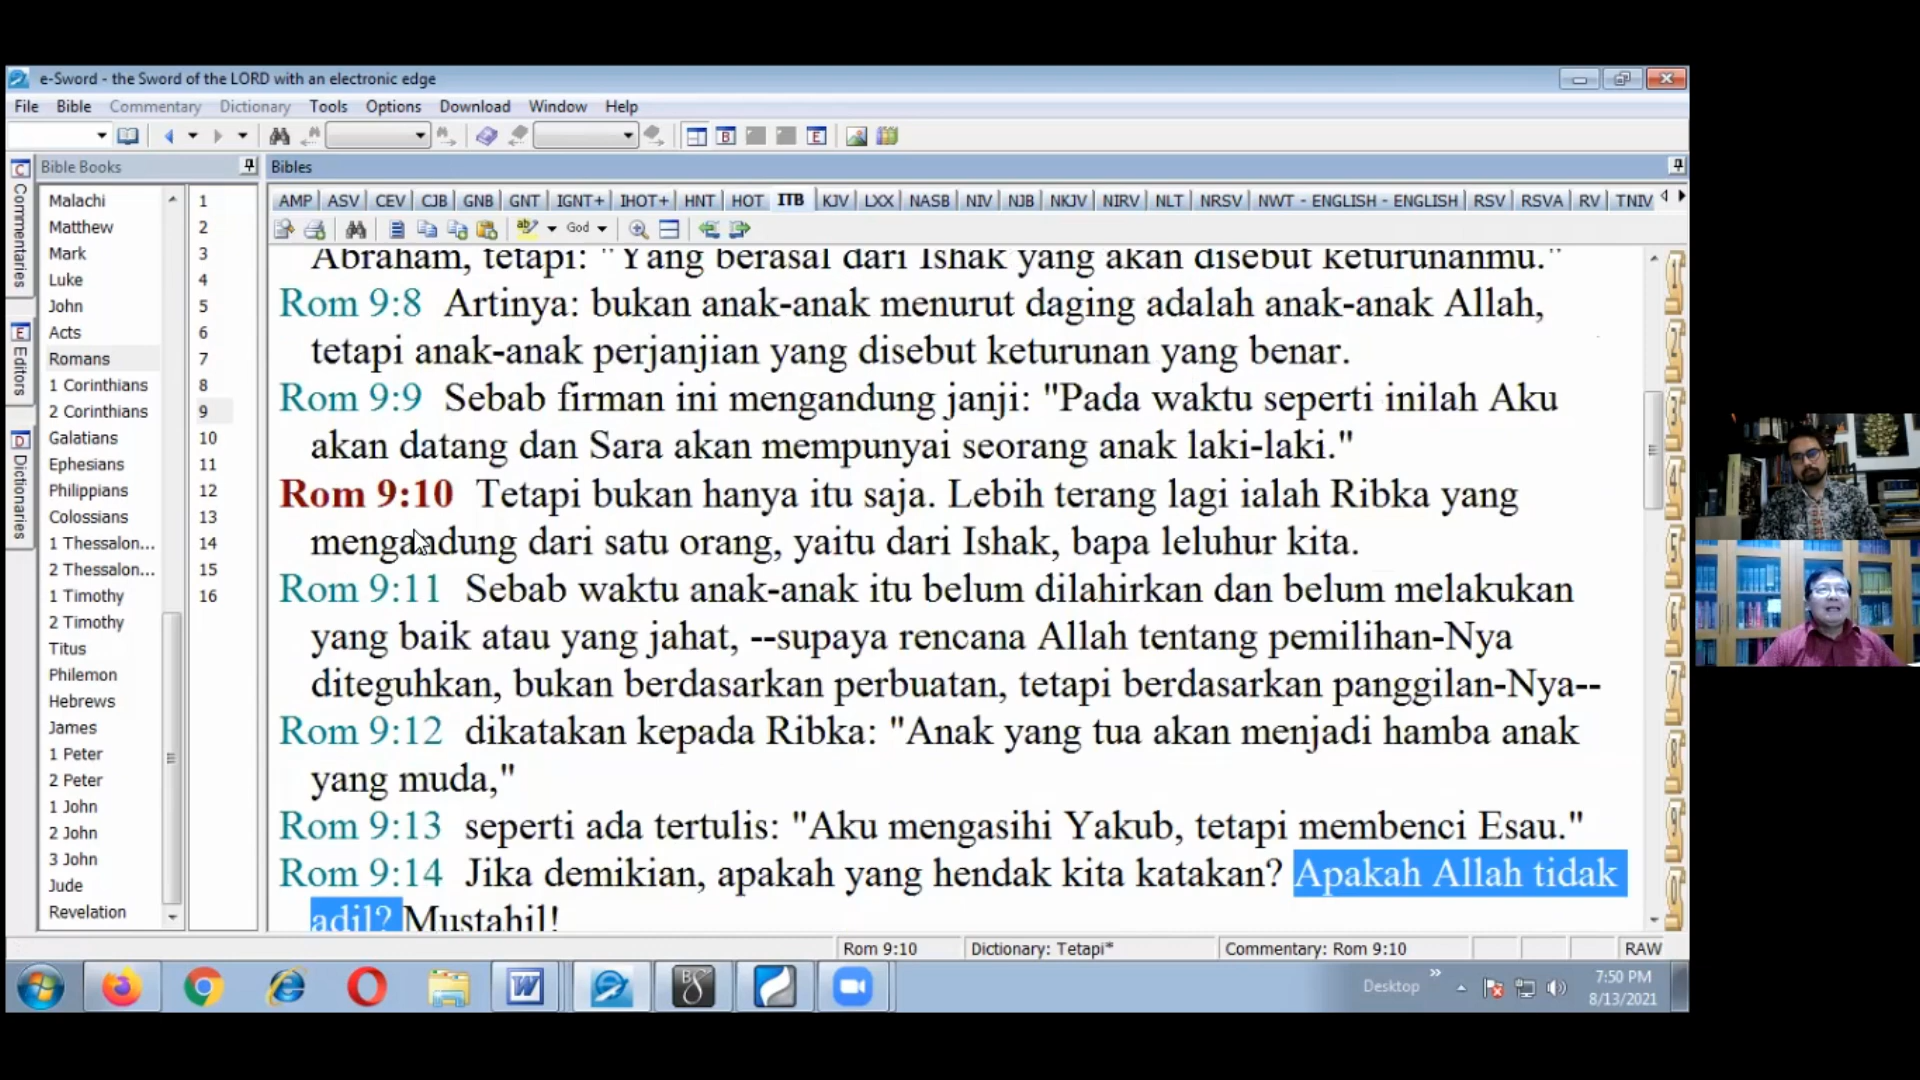 e-Sword - the Sword of the LORD with an electronic edge
File Bible Commentary Dictionary Tools Options Download Window Help
Bible Books
Bibles
Commentaries
Editors
Dictionaries
Malachi
Matthew
Mark
Luke
John
Acts
Romans
1 Corinthians
2 Corinthians
Galatians
Ephesians
Philippians
Colossians
1 Thessalon...
2 Thessalon...
1 Timothy
2 Timothy
Titus
Philemon
Hebrews
James
1 Peter
2 Peter
1 John
2 John
3 John
Jude
Revelation
1
2
3
4
5
6
7
8
9
10
11
12
13
14
15
16
AMP ASV CEV CJB GNB GNT IGNT+ IHOT+ HNT HOT ITB KJV LXX NASB NIV NJB NKJV NIRV NLT NRSV NWT - ENGLISH - ENGLISH RSV RSVA RV TNIV
God
Abraham, tetapi: "Yang berasal dari Ishak yang akan disebut keturunanmu."
Rom 9:8 Artinya: bukan anak-anak menurut daging adalah anak-anak Allah,
tetapi anak-anak perjanjian yang disebut keturunan yang benar.
Rom 9:9 Sebab firman ini mengandung janji: "Pada waktu seperti inilah Aku
akan datang dan Sara akan mempunyai seorang anak laki-laki."
Rom 9:10 Tetapi bukan hanya itu saja. Lebih terang lagi ialah Ribka yang
mengandung dari satu orang, yaitu dari Ishak, bapa leluhur kita.
Rom 9:11 Sebab waktu anak-anak itu belum dilahirkan dan belum melakukan
yang baik atau yang jahat, --supaya rencana Allah tentang pemilihan-Nya
diteguhkan, bukan berdasarkan perbuatan, tetapi berdasarkan panggilan-Nya--
Rom 9:12 dikatakan kepada Ribka: "Anak yang tua akan menjadi hamba anak
yang muda,"
Rom 9:13 seperti ada tertulis: "Aku mengasihi Yakub, tetapi membenci Esau."
Rom 9:14 Jika demikian, apakah yang hendak kita katakan? Apakah Allah tidak
adil? Mustahil!
1
2
3
4
5
6
7
8
9
0
Rom 9:10 Dictionary: Tetapi* Commentary: Rom 9:10 RAW
Desktop
7:50 PM
8/13/2021